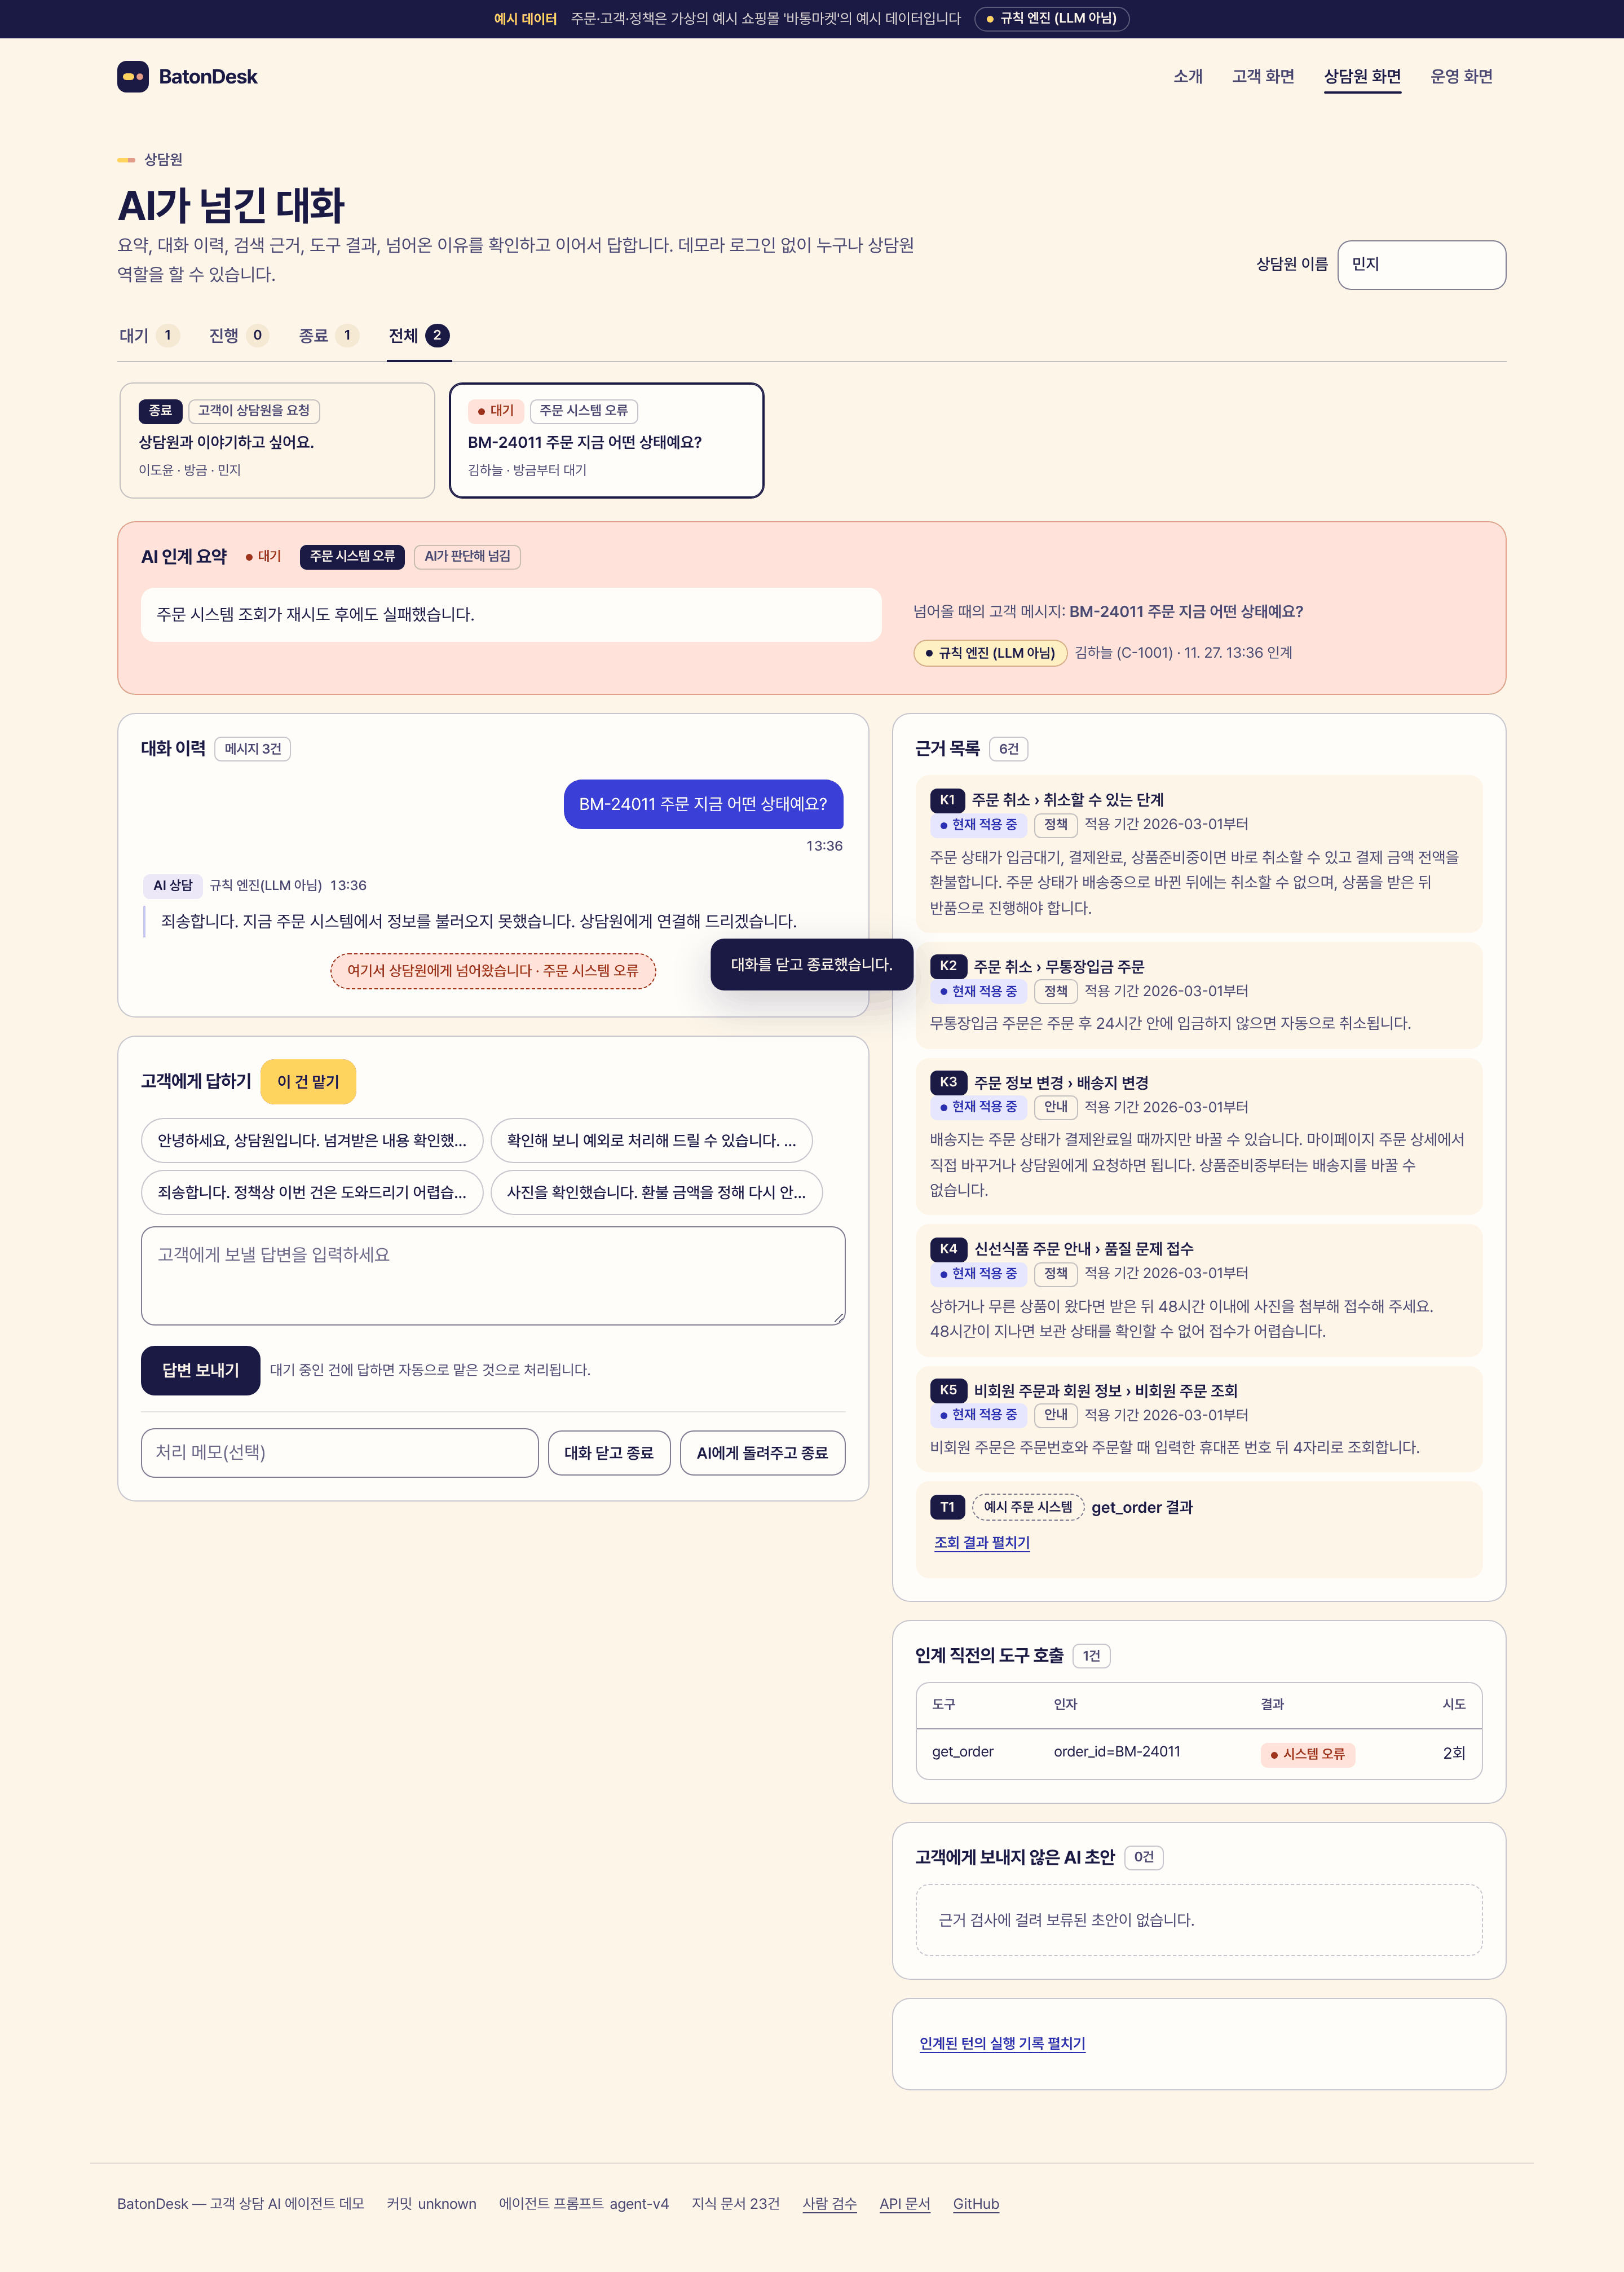 예시 데이터 주문·고객·정책은 가상의 예시 쇼핑몰 '바통마켓'의 예시 데이터입니다 규칙 엔진 (LLM 아님)
BatonDesk
소개 고객 화면 상담원 화면 운영 화면
상담원
AI가 넘긴 대화
요약, 대화 이력, 검색 근거, 도구 결과, 넘어온 이유를 확인하고 이어서 답합니다. 데모라 로그인 없이 누구나 상담원
역할을 할 수 있습니다.
상담원 이름 민지
대기 1 진행 0 종료 1 전체 2
종료 고객이 상담원을 요청
상담원과 이야기하고 싶어요.
이도윤 · 방금 · 민지
대기 주문 시스템 오류
BM-24011 주문 지금 어떤 상태예요?
김하늘 · 방금부터 대기
AI 인계 요약 대기 주문 시스템 오류 AI가 판단해 넘김
주문 시스템 조회가 재시도 후에도 실패했습니다.
넘어올 때의 고객 메시지: BM-24011 주문 지금 어떤 상태예요?
규칙 엔진 (LLM 아님) 김하늘 (C-1001) · 11. 27. 13:36 인계
대화 이력 메시지 3건
BM-24011 주문 지금 어떤 상태예요?
13:36
AI 상담 규칙 엔진(LLM 아님) 13:36
죄송합니다. 지금 주문 시스템에서 정보를 불러오지 못했습니다. 상담원에게 연결해 드리겠습니다.
여기서 상담원에게 넘어왔습니다 · 주문 시스템 오류
대화를 닫고 종료했습니다.
고객에게 답하기 이 건 맡기
안녕하세요, 상담원입니다. 넘겨받은 내용 확인했...
확인해 보니 예외로 처리해 드릴 수 있습니다. ...
죄송합니다. 정책상 이번 건은 도와드리기 어렵습...
사진을 확인했습니다. 환불 금액을 정해 다시 안...
고객에게 보낼 답변을 입력하세요
답변 보내기 대기 중인 건에 답하면 자동으로 맡은 것으로 처리됩니다.
처리 메모(선택) 대화 닫고 종료 AI에게 돌려주고 종료
근거 목록 6건
K1 주문 취소 › 취소할 수 있는 단계
현재 적용 중 정책 적용 기간 2026-03-01부터
주문 상태가 입금대기, 결제완료, 상품준비중이면 바로 취소할 수 있고 결제 금액 전액을
환불합니다. 주문 상태가 배송중으로 바뀐 뒤에는 취소할 수 없으며, 상품을 받은 뒤
반품으로 진행해야 합니다.
K2 주문 취소 › 무통장입금 주문
현재 적용 중 정책 적용 기간 2026-03-01부터
무통장입금 주문은 주문 후 24시간 안에 입금하지 않으면 자동으로 취소됩니다.
K3 주문 정보 변경 › 배송지 변경
현재 적용 중 안내 적용 기간 2026-03-01부터
배송지는 주문 상태가 결제완료일 때까지만 바꿀 수 있습니다. 마이페이지 주문 상세에서
직접 바꾸거나 상담원에게 요청하면 됩니다. 상품준비중부터는 배송지를 바꿀 수
없습니다.
K4 신선식품 주문 안내 › 품질 문제 접수
현재 적용 중 정책 적용 기간 2026-03-01부터
상하거나 무른 상품이 왔다면 받은 뒤 48시간 이내에 사진을 첨부해 접수해 주세요.
48시간이 지나면 보관 상태를 확인할 수 없어 접수가 어렵습니다.
K5 비회원 주문과 회원 정보 › 비회원 주문 조회
현재 적용 중 안내 적용 기간 2026-03-01부터
비회원 주문은 주문번호와 주문할 때 입력한 휴대폰 번호 뒤 4자리로 조회합니다.
T1 예시 주문 시스템 get_order 결과
조회 결과 펼치기
인계 직전의 도구 호출 1건
도구 인자 결과 시도
get_order order_id=BM-24011 시스템 오류 2회
고객에게 보내지 않은 AI 초안 0건
근거 검사에 걸려 보류된 초안이 없습니다.
인계된 턴의 실행 기록 펼치기
BatonDesk — 고객 상담 AI 에이전트 데모 커밋 unknown 에이전트 프롬프트 agent-v4 지식 문서 23건 사람 검수 API 문서 GitHub